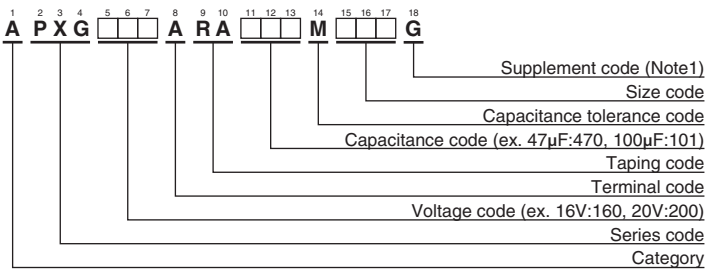 1 2 3 4 5 6 7 8 9 10 11 12 13 14 15 16 17 18
A PXG□□□ A RA□□□ M□□□ G
Supplement code (Note1)
Size code
Capacitance tolerance code
Capacitance code (ex. 47µF:470, 100µF:101)
Taping code
Terminal code
Voltage code (ex. 16V:160, 20V:200)
Series code
Category